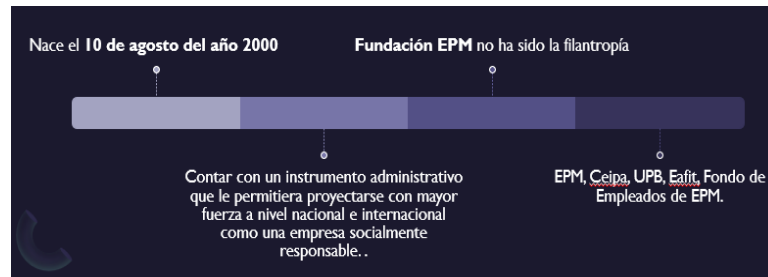 Nace el 10 de agosto del año 2000
Fundación EPM no ha sido la filantropía
Contar con un instrumento administrativo
que le permitiera proyectarse con mayor
fuerza a nivel nacional e internacional
como una empresa socialmente
responsable. .
EPM, Ceipa, UPB, Eafit, Fondo de
Empleados de EPM.